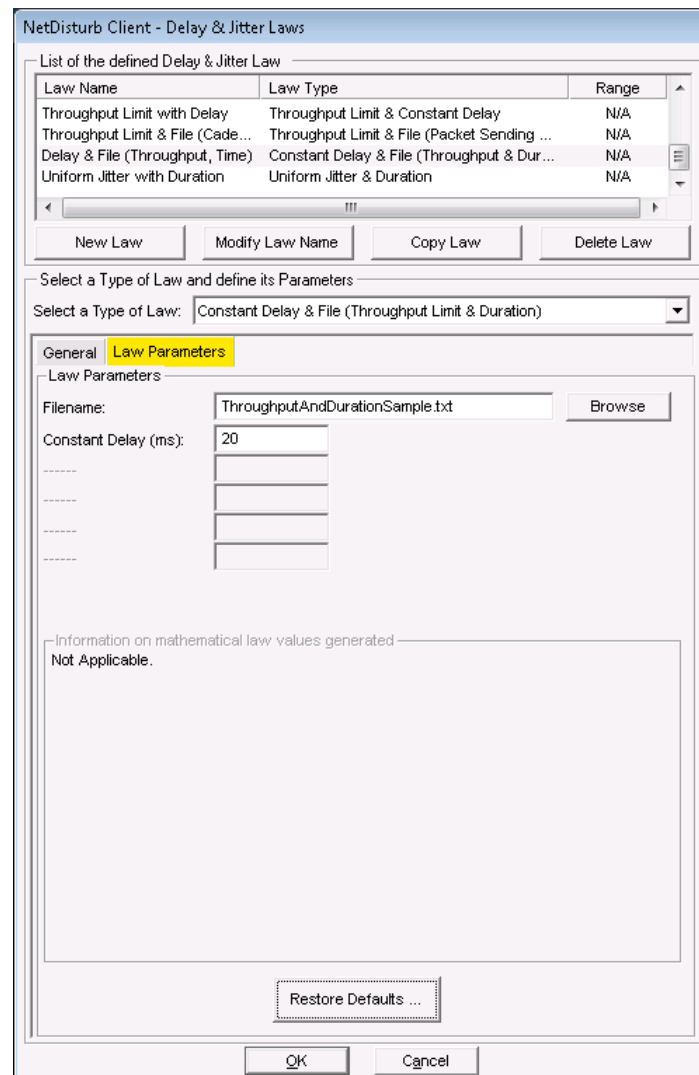 NetDisturb Client - Delay & Jitter Laws
List of the defined Delay & Jitter Law
Law Name Law Type Range
Throughput Limit with Delay Throughput Limit & Constant Delay N/A
Throughput Limit & File (Cade... Throughput Limit & File (Packet Sending ... N/A
Delay & File (Throughput, Time) Constant Delay & File (Throughput & Dur... N/A
Uniform Jitter with Duration Uniform Jitter & Duration N/A
New Law Modify Law Name Copy Law Delete Law
Select a Type of Law and define its Parameters
Select a Type of Law: Constant Delay & File (Throughput Limit & Duration)
General Law Parameters
Law Parameters
Filename: ThroughputAndDurationSample.txt Browse
Constant Delay (ms): 20
------
------
------
------
Information on mathematical law values generated
Not Applicable.
Restore Defaults ...
OK Cancel